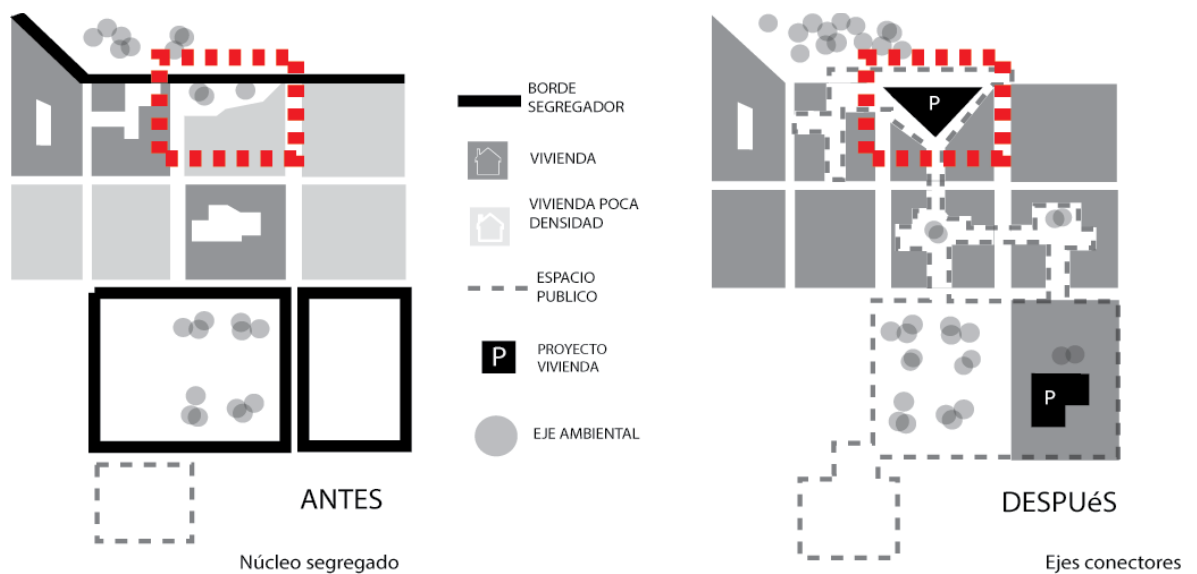 BORDE
SEGREGADOR
VIVIENDA
VIVIENDA POCA
DENSIDAD
ESPACIO
PUBLICO
P
PROYECTO
VIVIENDA
EJE AMBIENTAL
ANTES
Núcleo segregado
P
P
DESPUéS
Ejes conectores